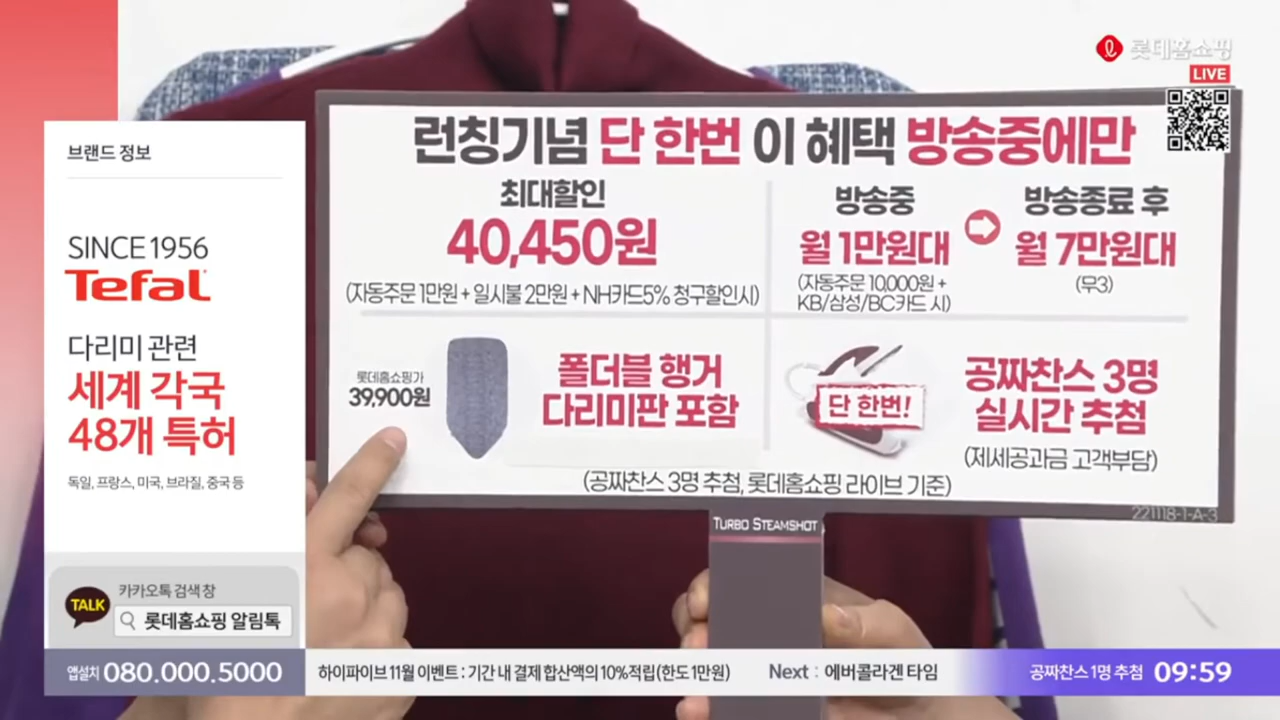 롯데홈쇼핑
LIVE
브랜드 정보
SINCE 1956
Tefal
다리미 관련
세계 각국
48개 특허
독일, 프랑스, 미국, 브라질, 중국 등
TALK
카카오톡 검색 창
롯데홈쇼핑 알림톡
런칭기념 단 한번 이 혜택 방송중에만
최대할인
40,450원
(자동주문 1만원 + 일시불 2만원 + NH카드5% 청구할인시)
방송중
월 1만원대
(자동주문 10,000원 +
KB/삼성/BC카드 시)
방송종료 후
월 7만원대
(무3)
롯데홈쇼핑가
39,900원
폴더블 행거
다리미판 포함
단 한번!
공짜찬스 3명
실시간 추첨
(제세공과금 고객부담)
(공짜찬스 3명 추첨, 롯데홈쇼핑 라이브 기준)
221118-1-A-3
TURBO STEAMSHOT
앱설치 080.000.5000
하이파이브 11월 이벤트 : 기간 내 결제 합산액의 10%적립(한도 1만원)
Next : 에버콜라겐 타임
공짜찬스 1명 추첨 09:59